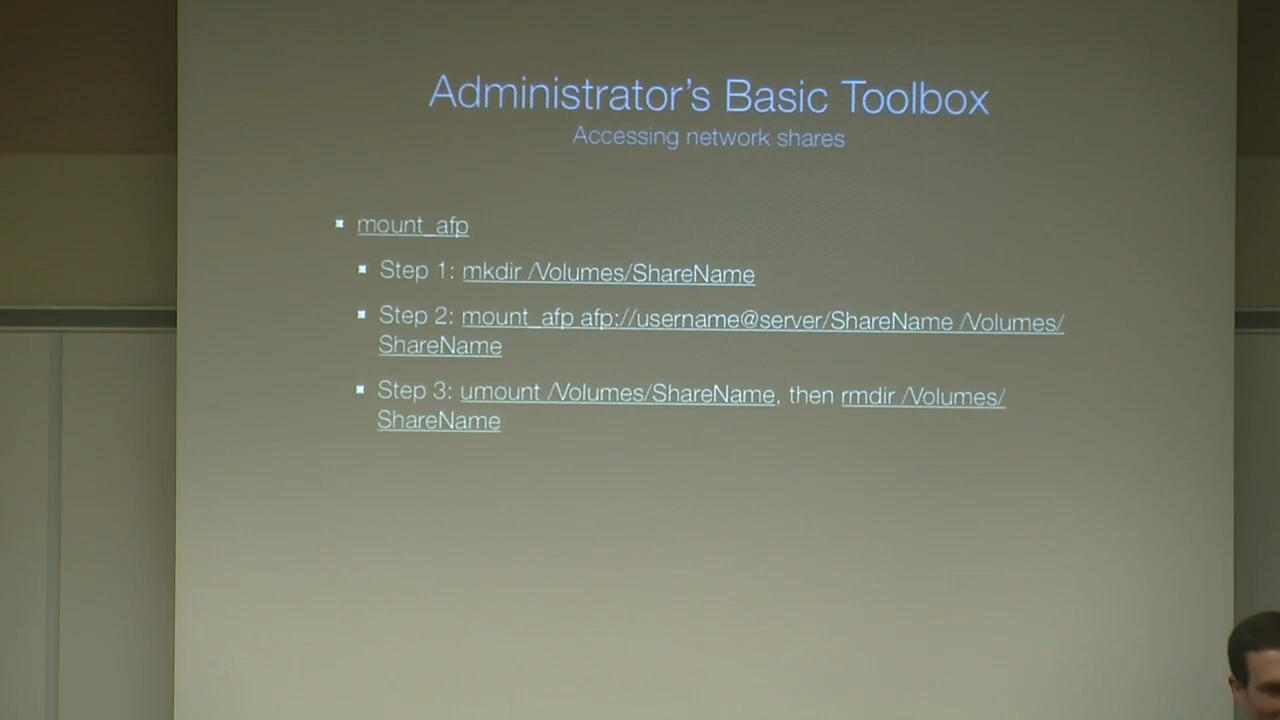 Administrator's Basic Toolbox
Accessing network shares
mount_afp
Step 1: mkdir /Volumes/ShareName
Step 2: mount_afp afp://username@server/ShareName /Volumes/
ShareName
Step 3: umount /Volumes/ShareName, then rmdir /Volumes/
ShareName